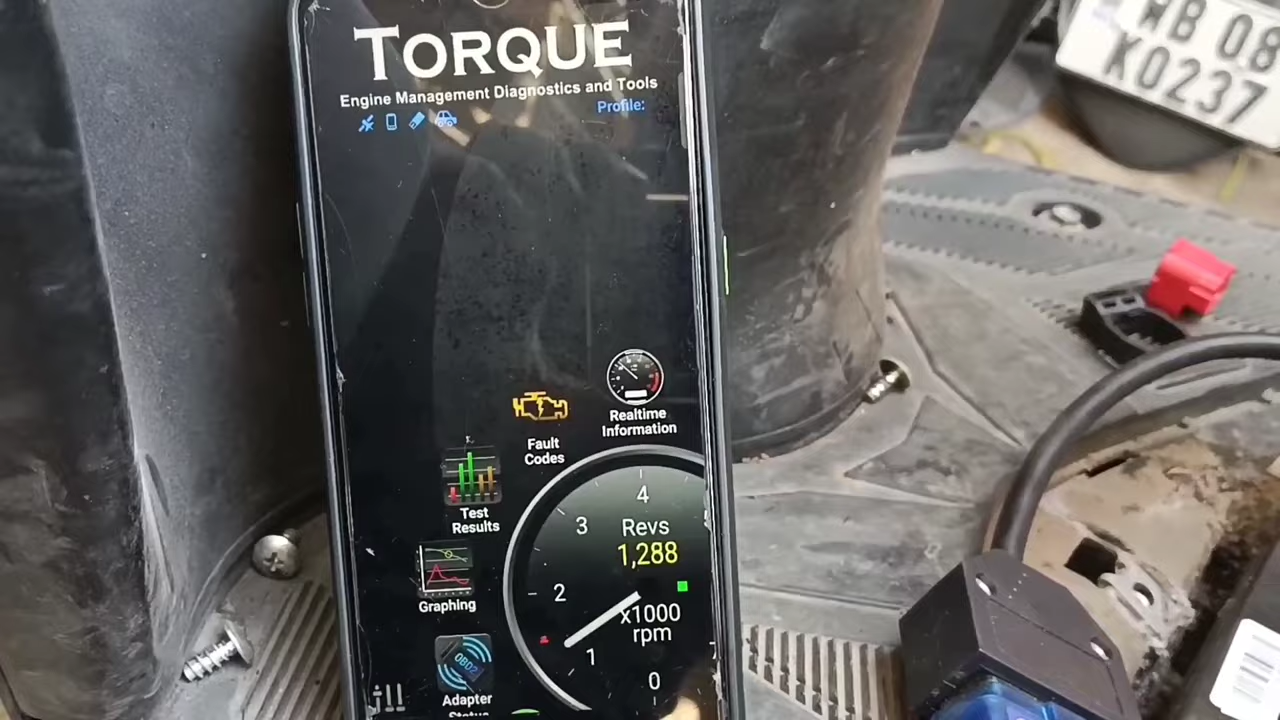 TORQUE
Engine Management Diagnostics and Tools
Profile:
Realtime
Information
Fault
Codes
Test
Results
Graphing
Adapter
Status
4
3
Revs
1,288
2
x1000
rpm
1
0
WB 08
K0237